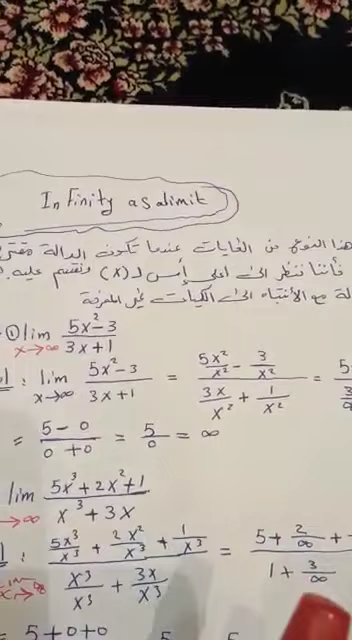 Infinity as a limit
هذا النوع من الغايات عندما تكون الدالة
فأننا ننظر الى اعلى أس لـ (x) ونقسم عليه
مع الأنتباه الى الكميات غير المعرفة
① lim x→∞ (5x²-3)/(3x+1)
: lim x→∞ (5x²-3)/(3x+1) = (5x²/x² - 3/x²)/(3x/x² + 1/x²) =
= (5-0)/(0+0) = 5/0 = ∞
lim →∞ (5x³+2x²+1)/(x³+3x)
: (5x³/x³ + 2x²/x³ + 1/x³)/(x³/x³ + 3x/x³) = (5 + 2/∞ +)/(1 + 3/∞)
5+0+0